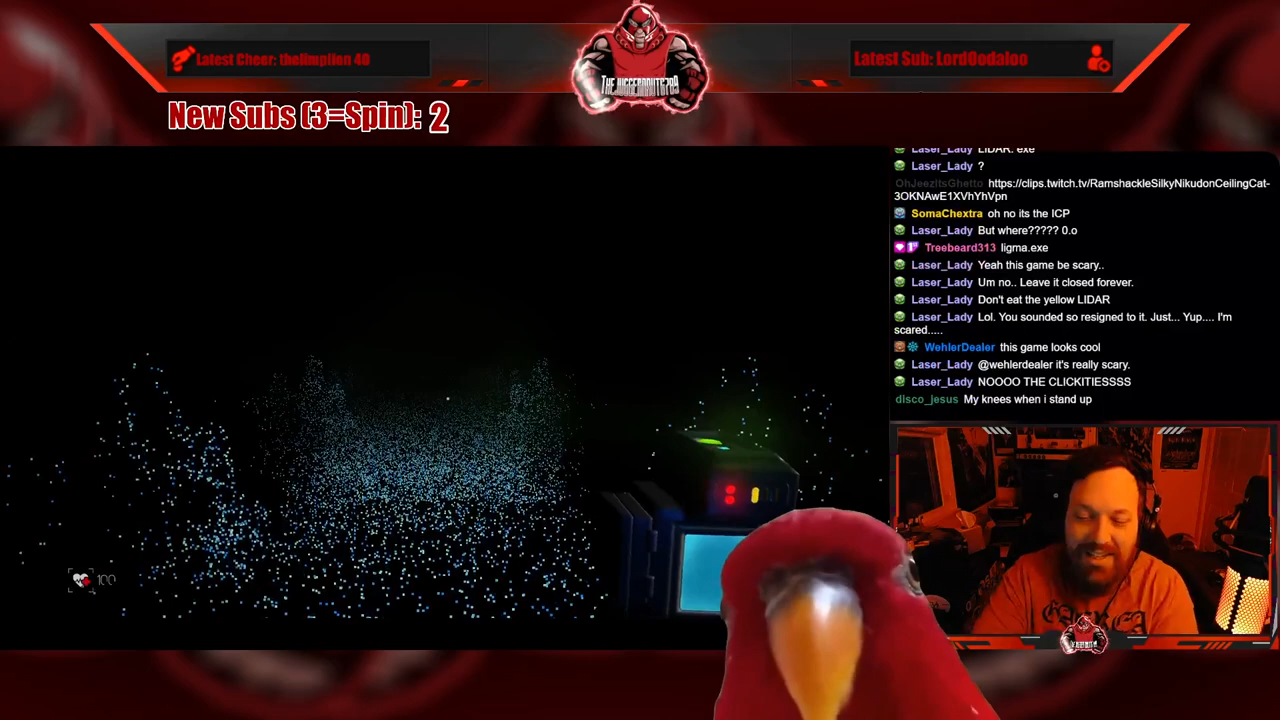 Latest Cheer: thelimplien 40
THEJUGGERNAUT6789
Latest Sub: LordOodaloo
New Subs (3=Spin): 2
Laser_Lady LIDAR. exe
Laser_Lady ?
OhJeezItsGhetto https://clips.twitch.tv/RamshackleSilkyNikudonCeilingCat-
3OKNAwE1XVhYhVpn
SomaChextra oh no its the ICP
Laser_Lady But where????? 0.o
Treebeard313 ligma.exe
Laser_Lady Yeah this game be scary..
Laser_Lady Um no.. Leave it closed forever.
Laser_Lady Don't eat the yellow LIDAR
Laser_Lady Lol. You sounded so resigned to it. Just... Yup.... I'm
scared.....
WehlerDealer this game looks cool
Laser_Lady @wehlerdealer it's really scary.
Laser_Lady NOOOO THE CLICKITIESSSS
disco_jesus My knees when i stand up
100